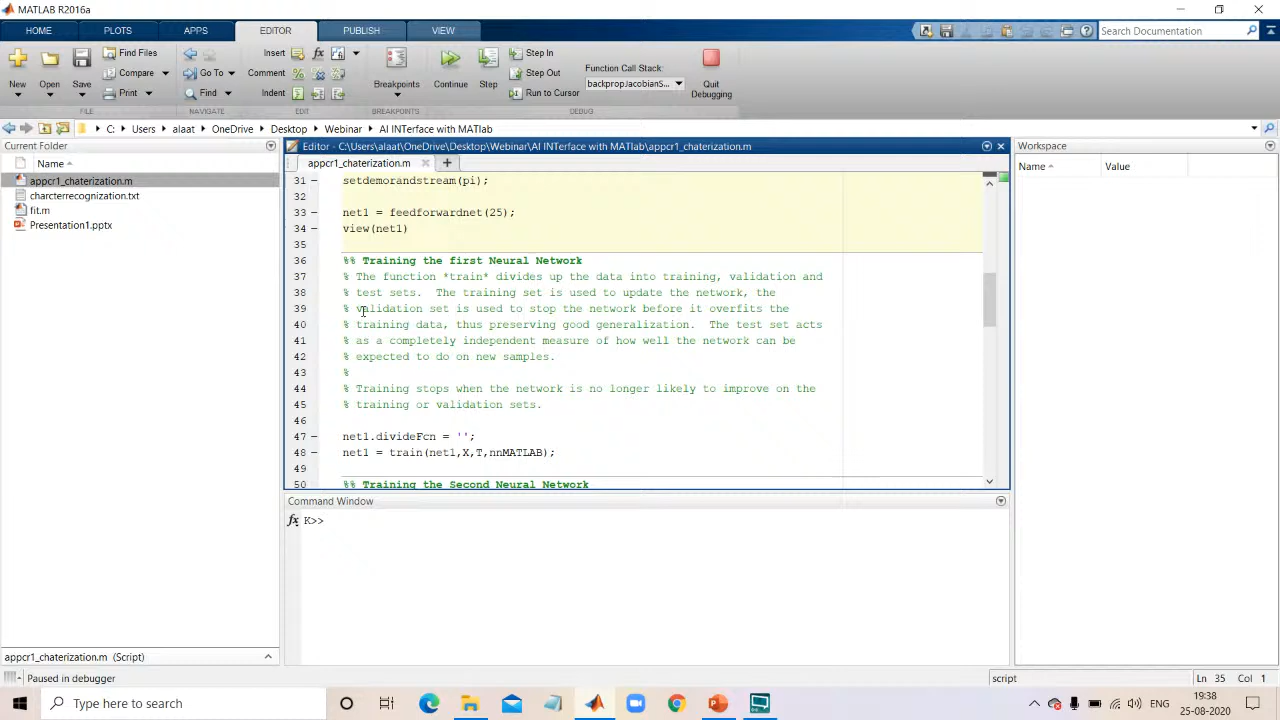 MATLAB R2016a
HOME PLOTS APPS EDITOR PUBLISH VIEW Search Documentation
New Open Save Find Files Compare Print
Go To Find
Insert Comment Indent
Breakpoints Continue Step
Step In Step Out Run to Cursor
Function Call Stack:
backpropJacobianS...
Quit Debugging
FILE NAVIGATE EDIT BREAKPOINTS DEBUG
C: Users alaat OneDrive Desktop Webinar AI INTerface with MATlab
Current Folder
Name
appcr1_chaterization.m
charcterrecognization.txt
fit.m
Presentation1.pptx
appcr1_chaterization.m (Script)
Editor - C:\Users\alaat\OneDrive\Desktop\Webinar\AI INTerface with MATlab\appcr1_chaterization.m
appcr1_chaterization.m
31 setdemorandstream(pi);
32
33 net1 = feedforwardnet(25);
34 view(net1)
35
36 %% Training the first Neural Network
37 % The function *train* divides up the data into training, validation and
38 % test sets. The training set is used to update the network, the
39 % validation set is used to stop the network before it overfits the
40 % training data, thus preserving good generalization. The test set acts
41 % as a completely independent measure of how well the network can be
42 % expected to do on new samples.
43 %
44 % Training stops when the network is no longer likely to improve on the
45 % training or validation sets.
46
47 net1.divideFcn = '';
48 net1 = train(net1,X,T,nnMATLAB);
49
50 %% Training the Second Neural Network
Command Window
fx K>>
Workspace
Name Value
Paused in debugger
script Ln 35 Col 1
Type here to search
ENG
19:38
25-08-2020